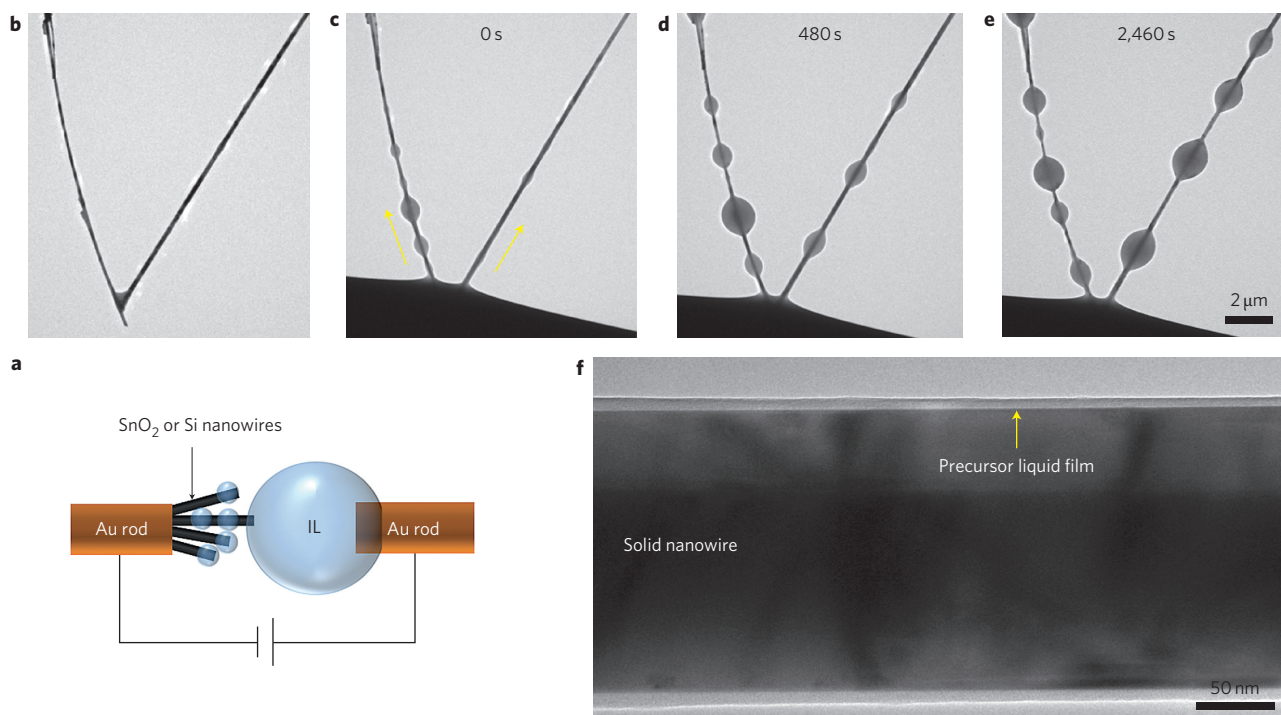 b
c
0 s
d
480 s
e
2,460 s
2 μm
a
SnO2 or Si nanowires
Au rod
IL
Au rod
f
Precursor liquid film
Solid nanowire
50 nm